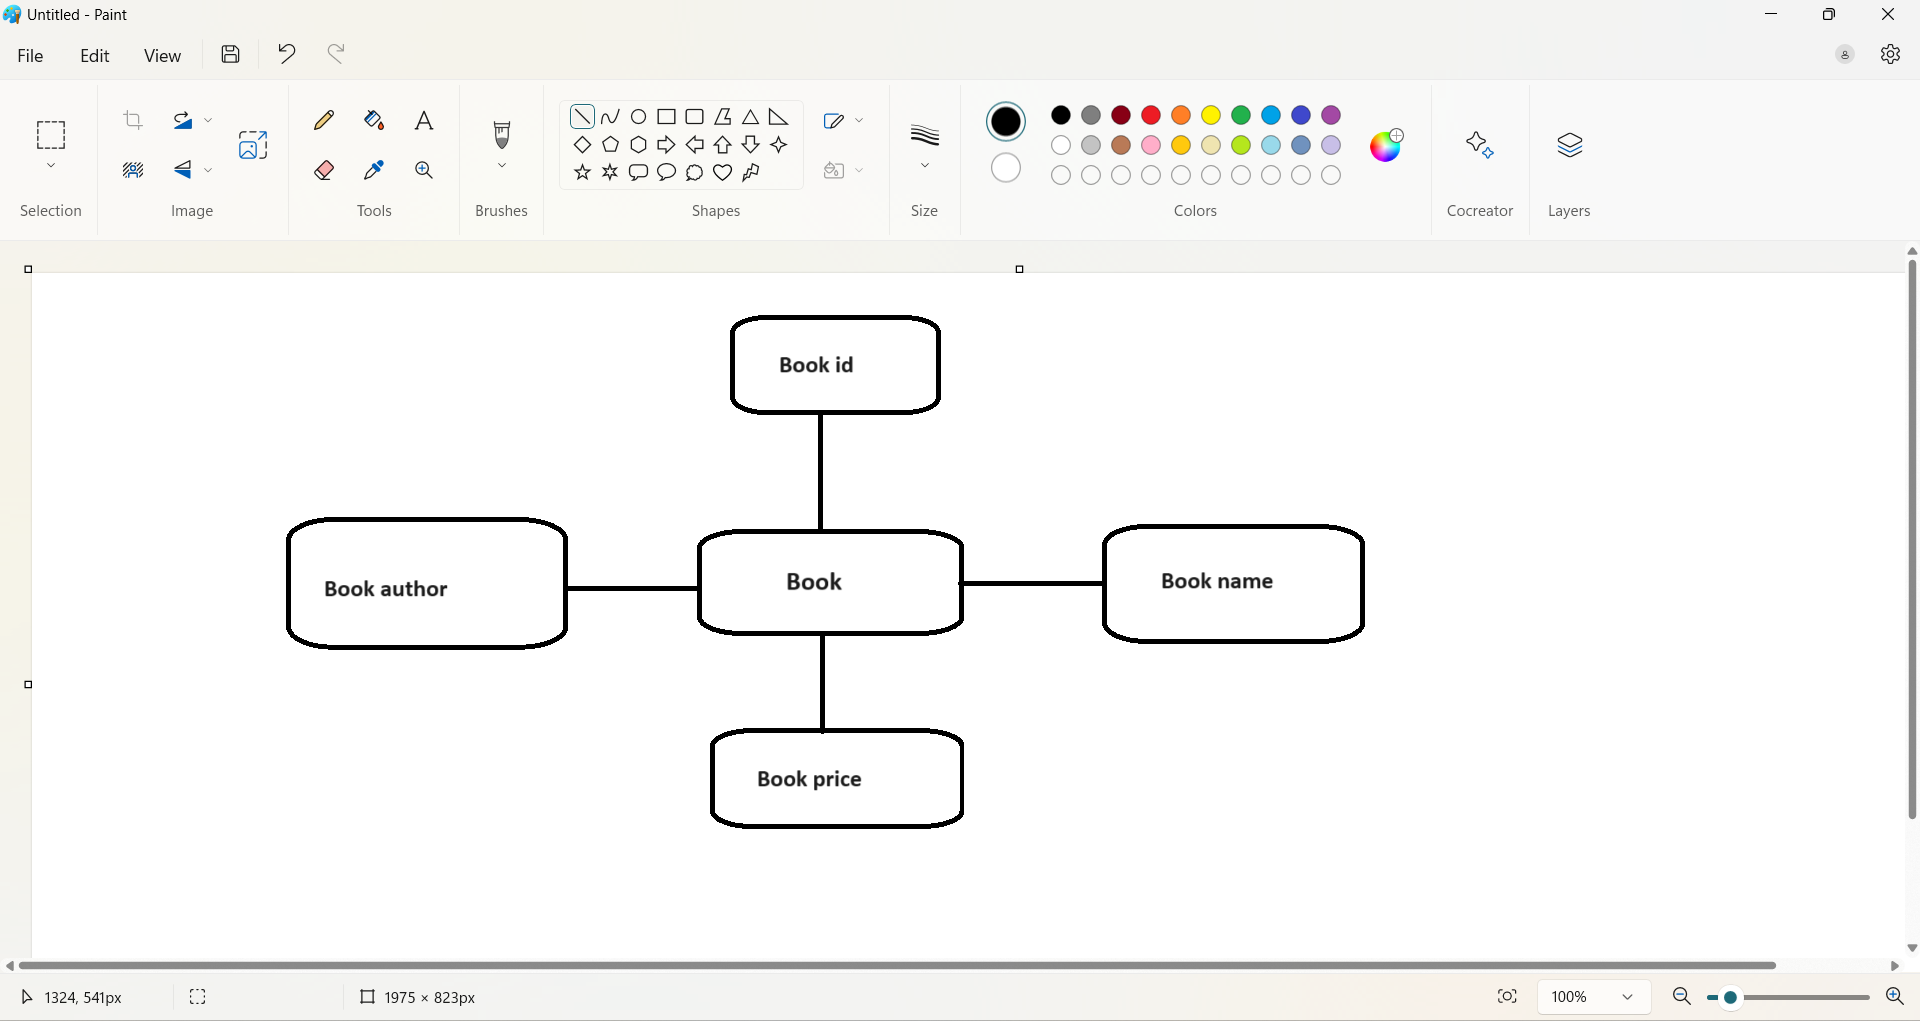 Untitled - Paint
File Edit View
Selection Image Tools Brushes Shapes Size Colors Cocreator Layers
Book id
Book author Book Book name
Book price
1324, 541px 1975 × 823px 100%